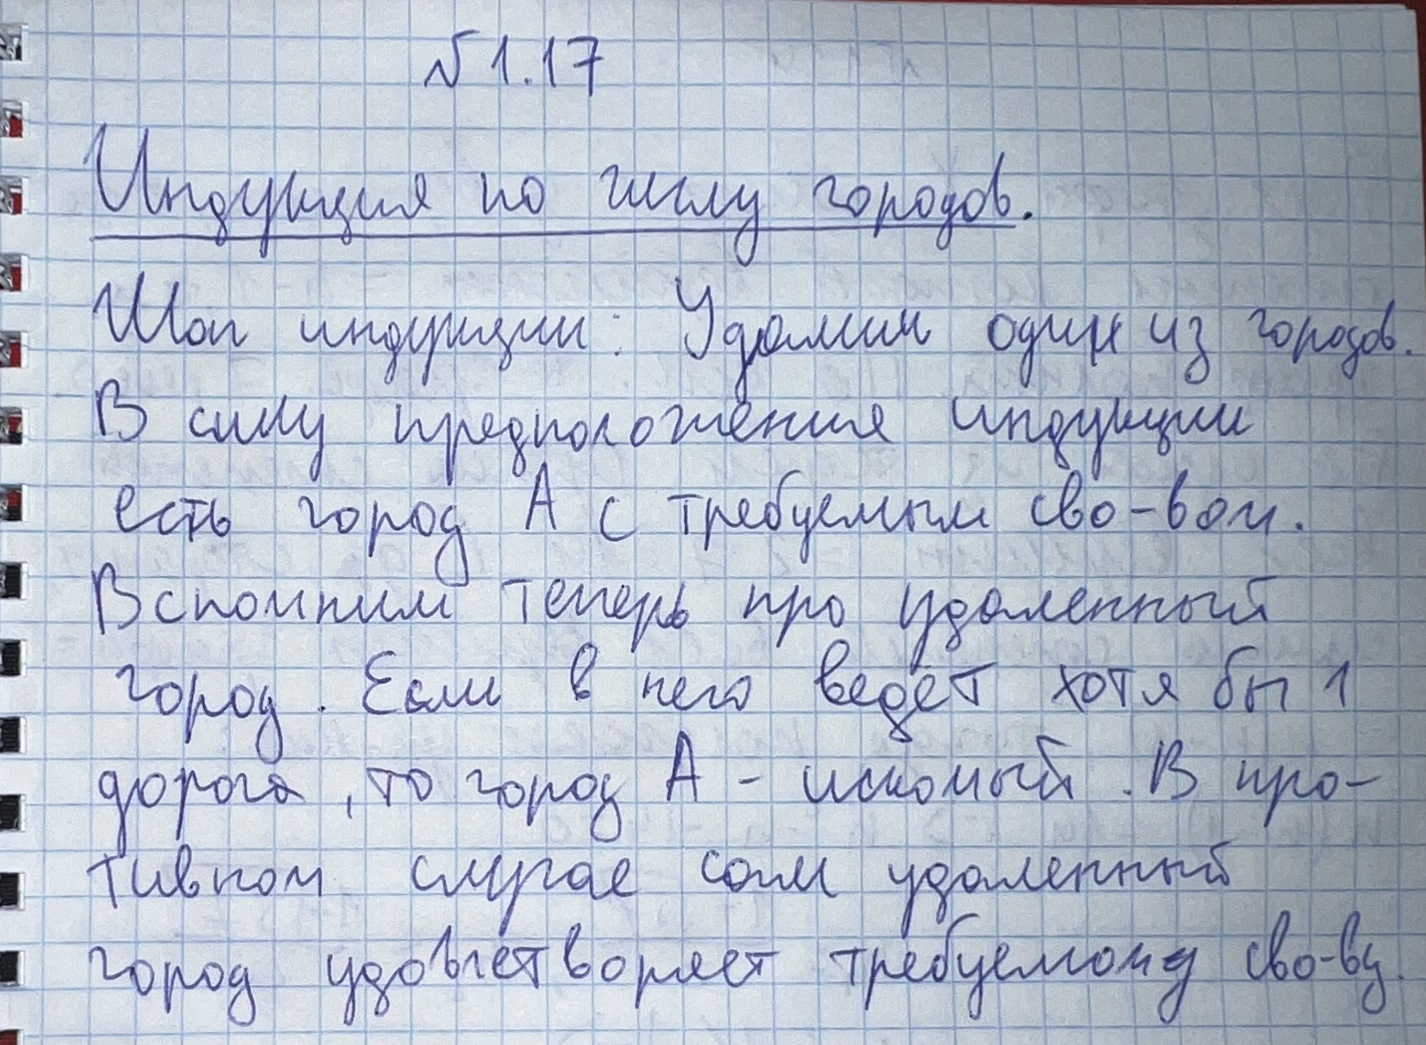 №1.17
Индукция по числу городов.
Шаг индукции: Удалим один из городов.
В силу предположения индукции
есть город А с требуемым сво-вом.
Вспомним теперь про удаленный
город. Если в него ведет хотя бы 1
дорога, то город А - искомый. В про-
тивном случае сам удаленный
город удовлетворяет требуемому сво-ву.